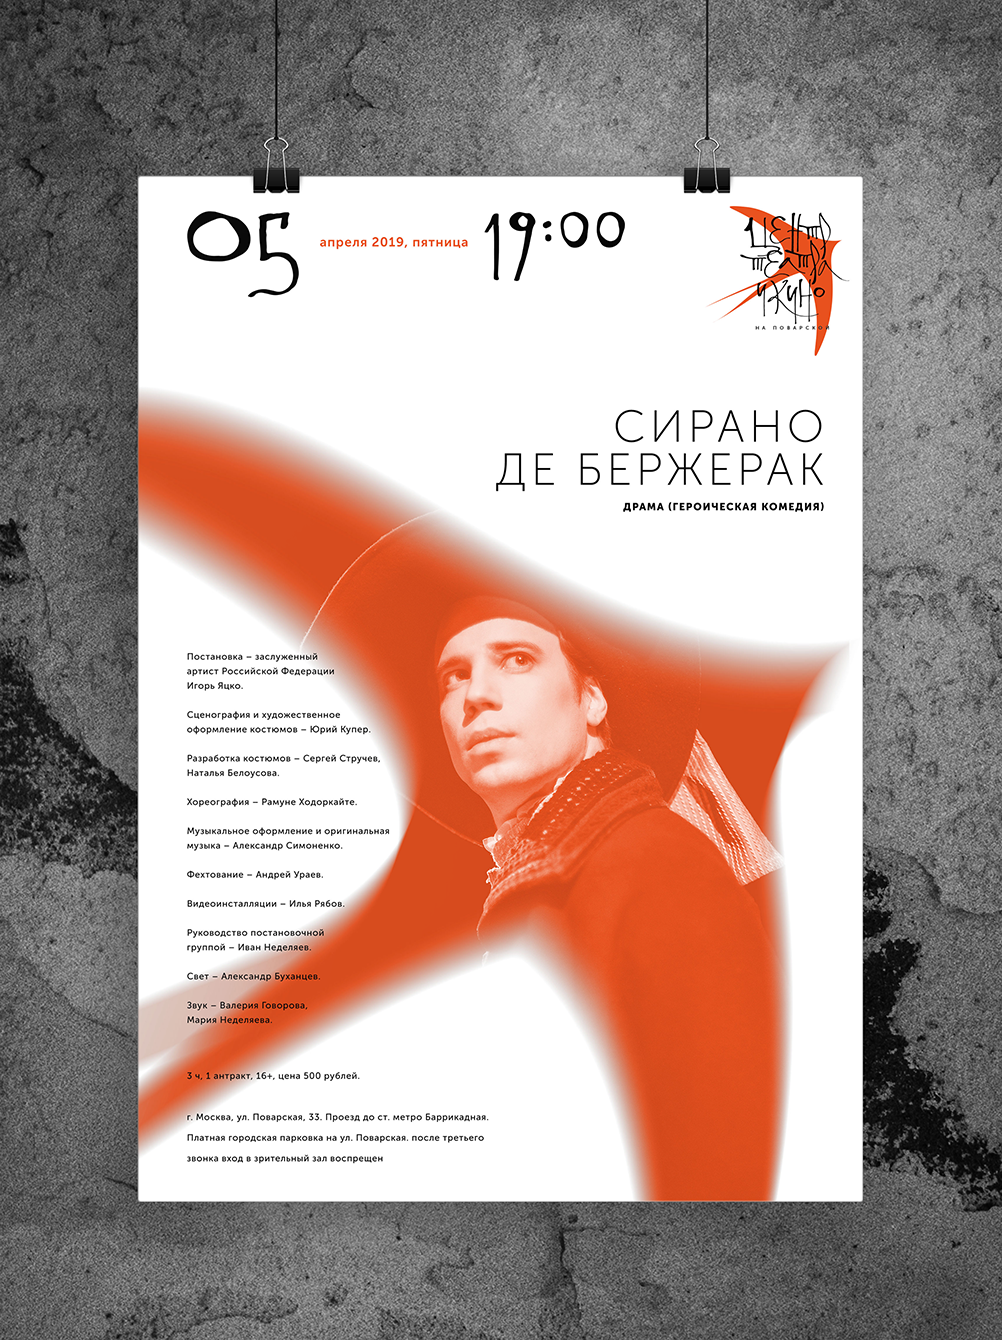 05 апреля 2019, пятница 19:00
ЦЕНТР
ТЕАТРА
И КИНО
НА ПОВАРСКОЙ
СИРАНО
ДЕ БЕРЖЕРАК
ДРАМА (ГЕРОИЧЕСКАЯ КОМЕДИЯ)
Постановка – заслуженный
артист Российской Федерации
Игорь Яцко.
Сценография и художественное
оформление костюмов – Юрий Купер.
Разработка костюмов – Сергей Стручев,
Наталья Белоусова.
Хореография – Рамуне Ходоркайте.
Музыкальное оформление и оригинальная
музыка – Александр Симоненко.
Фехтование – Андрей Ураев.
Видеоинсталляции – Илья Рябов.
Руководство постановочной
группой – Иван Неделяев.
Свет – Александр Буханцев.
Звук – Валерия Говорова,
Мария Неделяева.
3 ч, 1 антракт, 16+, цена 500 рублей.
г. Москва, ул. Поварская, 33. Проезд до ст. метро Баррикадная.
Платная городская парковка на ул. Поварская. после третьего
звонка вход в зрительный зал воспрещен